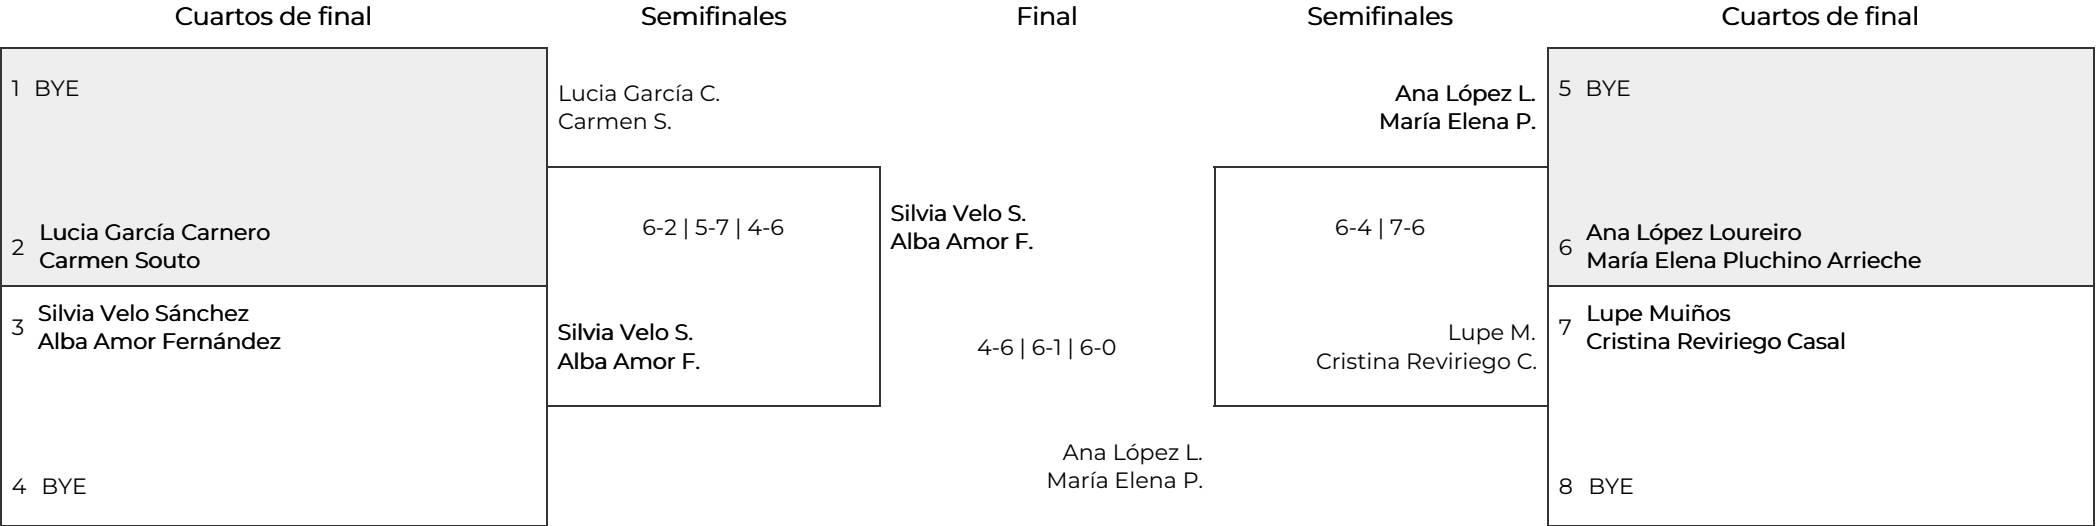 Cuartos de final
Semifinales
Final
Semifinales
Cuartos de final
1 BYE
2 Lucia García Carnero
Carmen Souto
3 Silvia Velo Sánchez
Alba Amor Fernández
4 BYE
Lucia García C.
Carmen S.
6-2 | 5-7 | 4-6
Silvia Velo S.
Alba Amor F.
Silvia Velo S.
Alba Amor F.
4-6 | 6-1 | 6-0
Ana López L.
María Elena P.
Ana López L.
María Elena P.
6-4 | 7-6
Lupe M.
Cristina Reviriego C.
5 BYE
6 Ana López Loureiro
María Elena Pluchino Arrieche
7 Lupe Muiños
Cristina Reviriego Casal
8 BYE